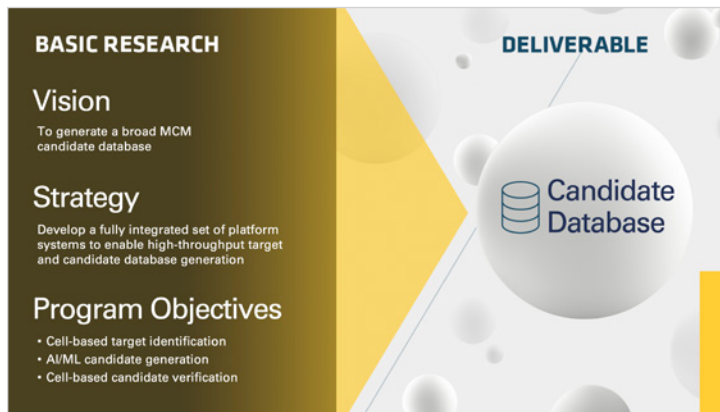 BASIC RESEARCH
Vision
To generate a broad MCM
candidate database
Strategy
Develop a fully integrated set of platform
systems to enable high-throughput target
and candidate database generation
Program Objectives
• Cell-based target identification
• AI/ML candidate generation
• Cell-based candidate verification
DELIVERABLE
Candidate
Database